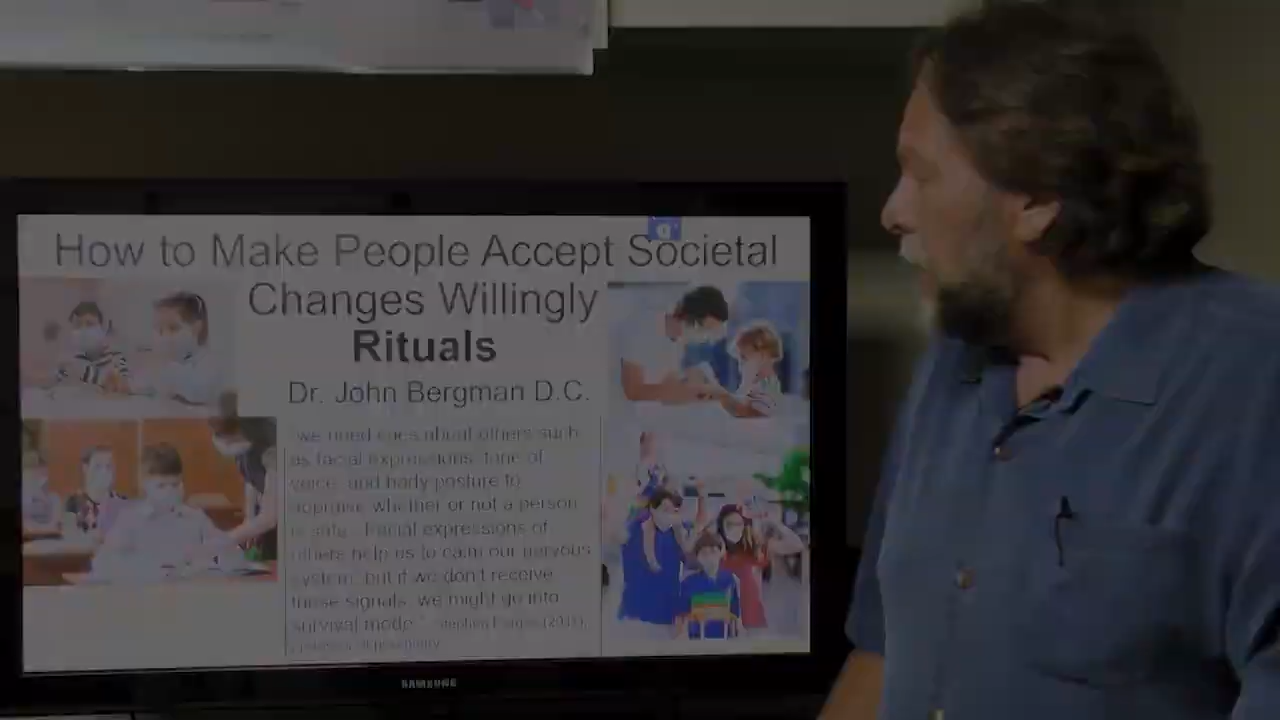 How to Make People Accept Societal
Changes Willingly
Rituals
Dr. John Bergman D.C.
we need cues about others such
as facial expressions, tone of
voice, and body posture to
appraise whether or not a person
is safe. Facial expressions of
others help us to calm our nervous
system, but if we don't receive
those signals, we might go into
survival mode."
SAMSUNG